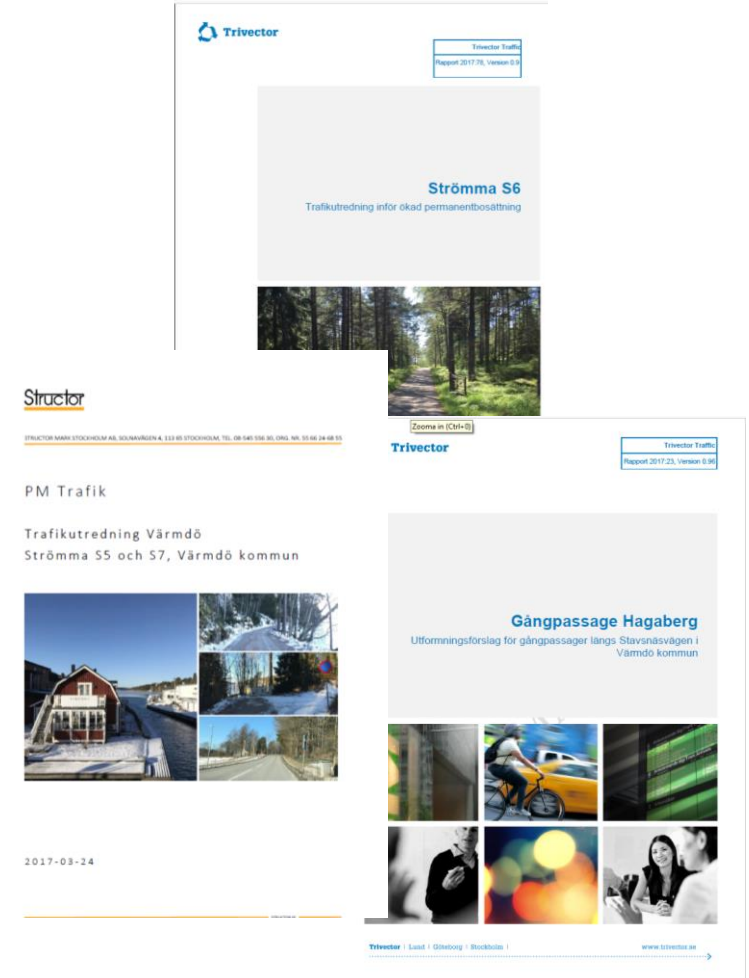 Trivector
Trivector Traffic
Rapport 2017:78, Version 0.9
Strömma S6
Trafikutredning inför ökad permanentbosättning
Structor
STRUCTOR MARK STOCKHOLM AB, SOLNAVÄGEN 4, 113 65 STOCKHOLM, TEL. 08-545 556 30, ORG. NR. 55 66 24-68 55
PM Trafik
Trafikutredning Värmdö
Strömma S5 och S7, Värmdö kommun
2017-03-24
Zooma in (Ctrl+0)
Trivector
Trivector Traffic
Rapport 2017:23, Version 0.96
Gångpassage Hagaberg
Utformningsförslag för gångpassager längs Stavsnäsvägen i
Värmdö kommun
Trivector | Lund | Göteborg | Stockholm |
www.trivector.se